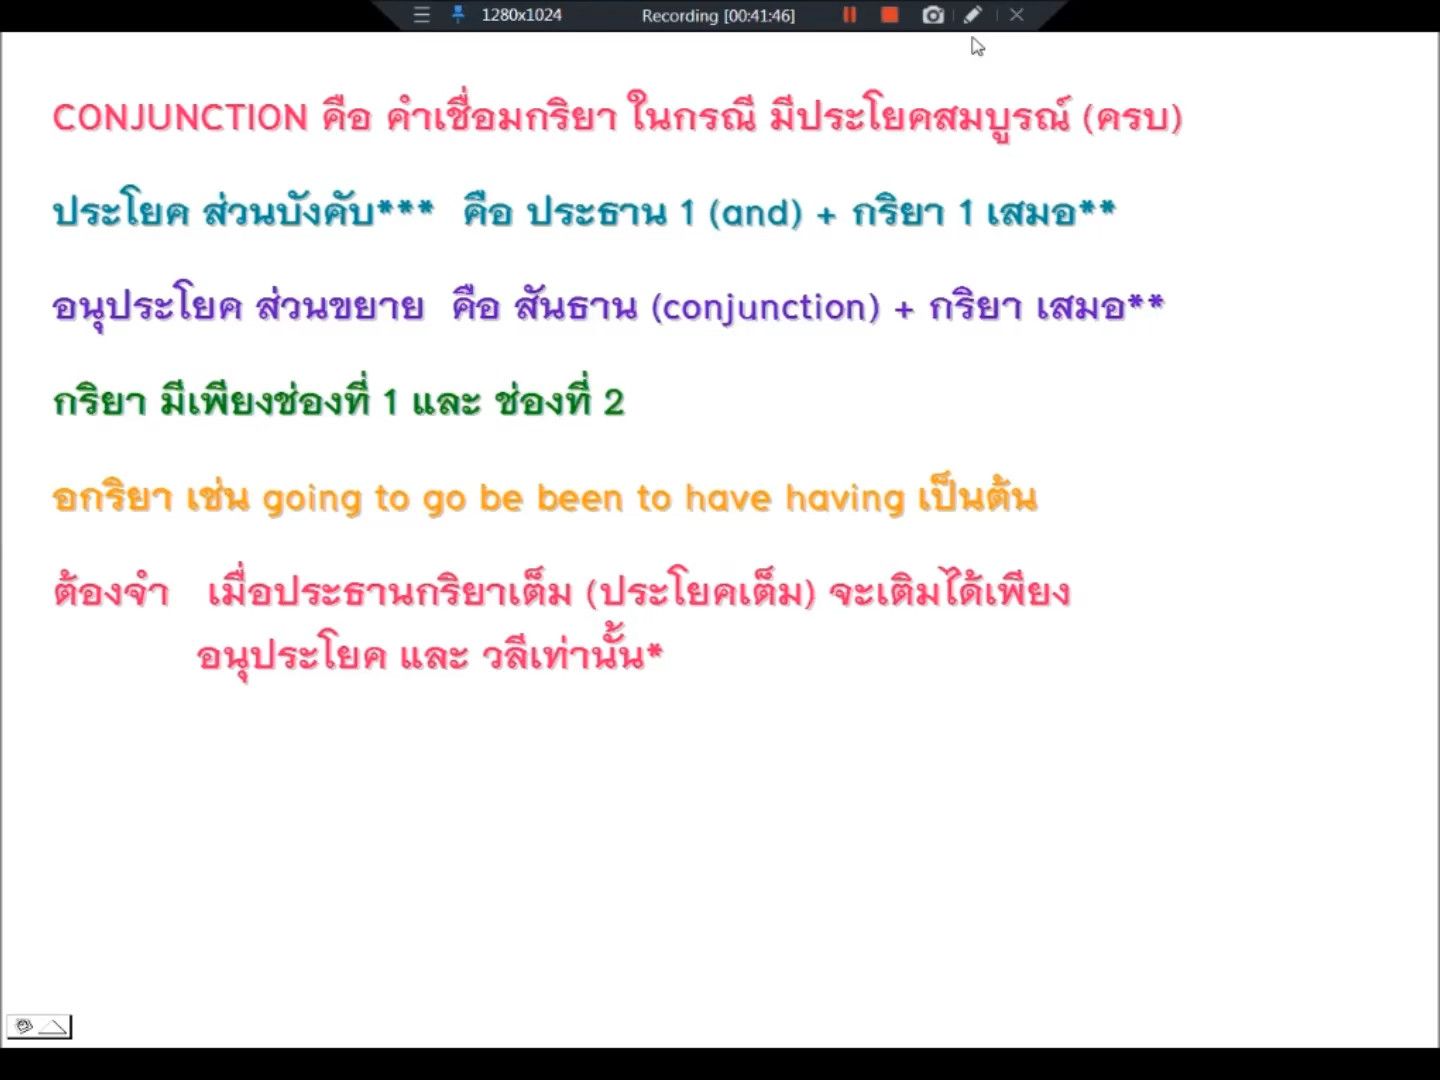 1280x1024 Recording [00:41:46]
CONJUNCTION คือ คำเชื่อมกริยา ในกรณี มีประโยคสมบูรณ์ (ครบ)
ประโยค ส่วนบังคับ*** คือ ประธาน 1 (and) + กริยา 1 เสมอ**
อนุประโยค ส่วนขยาย คือ สันธาน (conjunction) + กริยา เสมอ**
กริยา มีเพียงช่องที่ 1 และ ช่องที่ 2
อกริยา เช่น going to go be been to have having เป็นต้น
ต้องจำ เมื่อประธานกริยาเต็ม (ประโยคเต็ม) จะเติมได้เพียง
อนุประโยค และ วลีเท่านั้น*